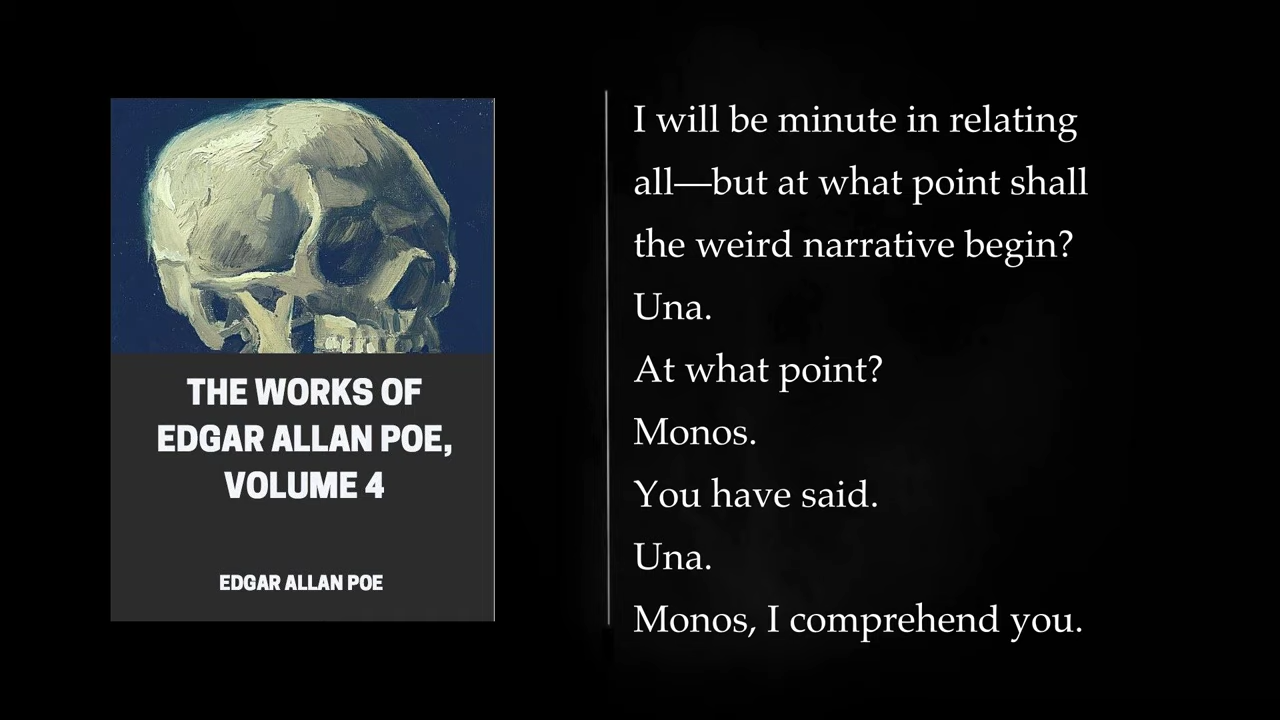 THE WORKS OF
EDGAR ALLAN POE,
VOLUME 4
EDGAR ALLAN POE
I will be minute in relating
all—but at what point shall
the weird narrative begin?
Una.
At what point?
Monos.
You have said.
Una.
Monos, I comprehend you.